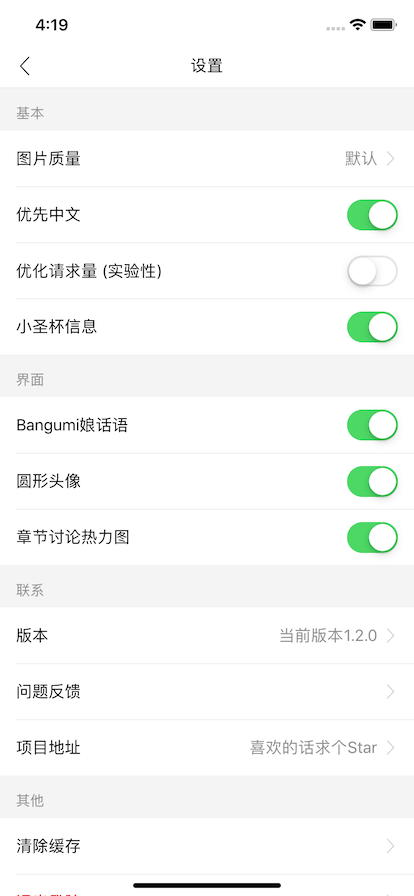 4:19
设置
基本
图片质量 默认
优先中文
优化请求量 (实验性)
小圣杯信息
界面
Bangumi娘话语
圆形头像
章节讨论热力图
联系
版本 当前版本1.2.0
问题反馈
项目地址 喜欢的话求个Star
其他
清除缓存